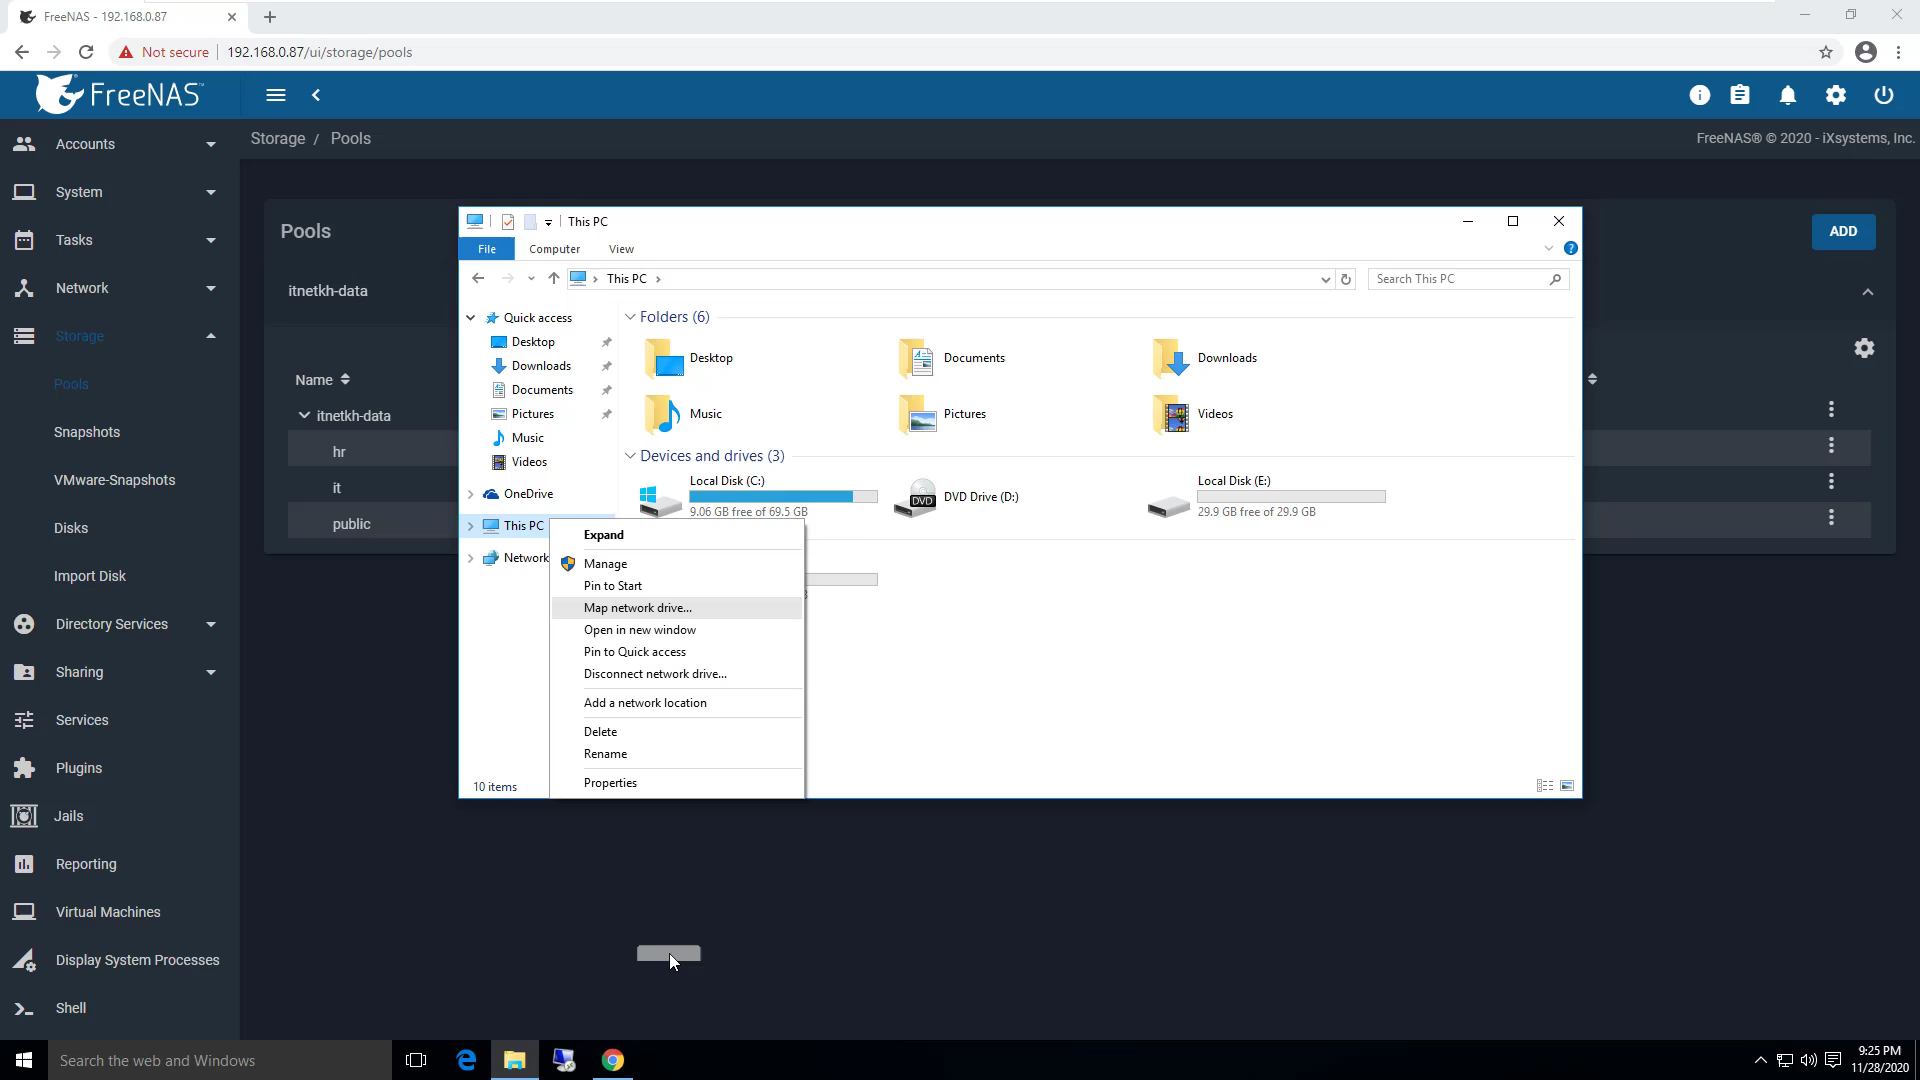 FreeNAS - 192.168.0.87
Not secure
192.168.0.87/ui/storage/pools
FreeNAS
Storage / Pools
FreeNAS® © 2020 - iXsystems, Inc.
Accounts
System
Tasks
Network
Storage
Pools
Snapshots
VMware-Snapshots
Disks
Import Disk
Directory Services
Sharing
Services
Plugins
Jails
Reporting
Virtual Machines
Display System Processes
Shell
Pools
ADD
itnetkh-data
Name
itnetkh-data
hr
it
public
This PC
File
Computer
View
This PC
Search This PC
Quick access
Desktop
Downloads
Documents
Pictures
Music
Videos
OneDrive
This PC
Network
Folders (6)
Desktop
Documents
Downloads
Music
Pictures
Videos
Devices and drives (3)
Local Disk (C:)
9.06 GB free of 69.5 GB
DVD Drive (D:)
DVD
Local Disk (E:)
29.9 GB free of 29.9 GB
Expand
Manage
Pin to Start
Map network drive...
Open in new window
Pin to Quick access
Disconnect network drive...
Add a network location
Delete
Rename
Properties
10 items
Search the web and Windows
9:25 PM
11/28/2020